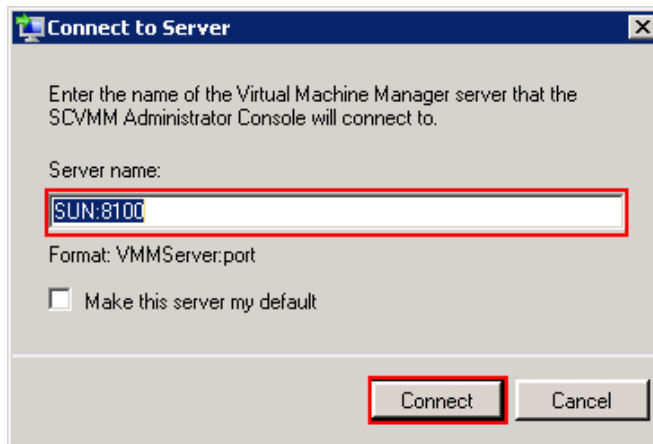 Connect to Server
Enter the name of the Virtual Machine Manager server that the
SCVMM Administrator Console will connect to.
Server name:
SUN:8100
Format: VMMServer:port
Make this server my default
Connect
Cancel